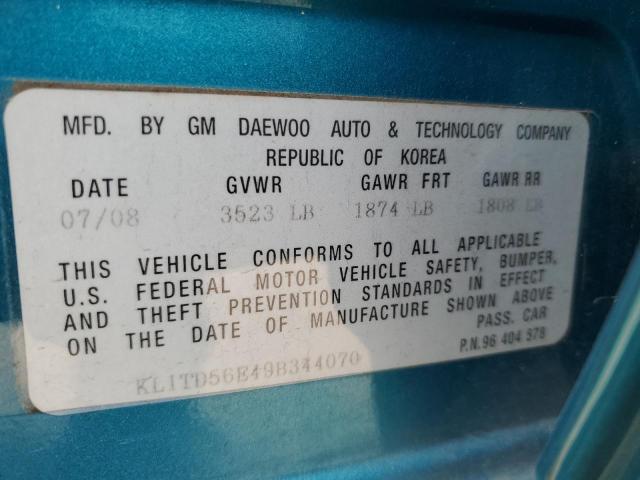 MFD. BY GM DAEWOO AUTO & TECHNOLOGY COMPANY
REPUBLIC OF KOREA
DATE GVWR GAWR FRT GAWR RR
07/08 3523 LB 1874 LB 1808 LB
THIS VEHICLE CONFORMS TO ALL APPLICABLE
U.S. FEDERAL MOTOR VEHICLE SAFETY, BUMPER,
AND THEFT PREVENTION STANDARDS IN EFFECT
ON THE DATE OF MANUFACTURE SHOWN ABOVE
PASS. CAR
P.N.96 404 578
KL1TD56E49B344070